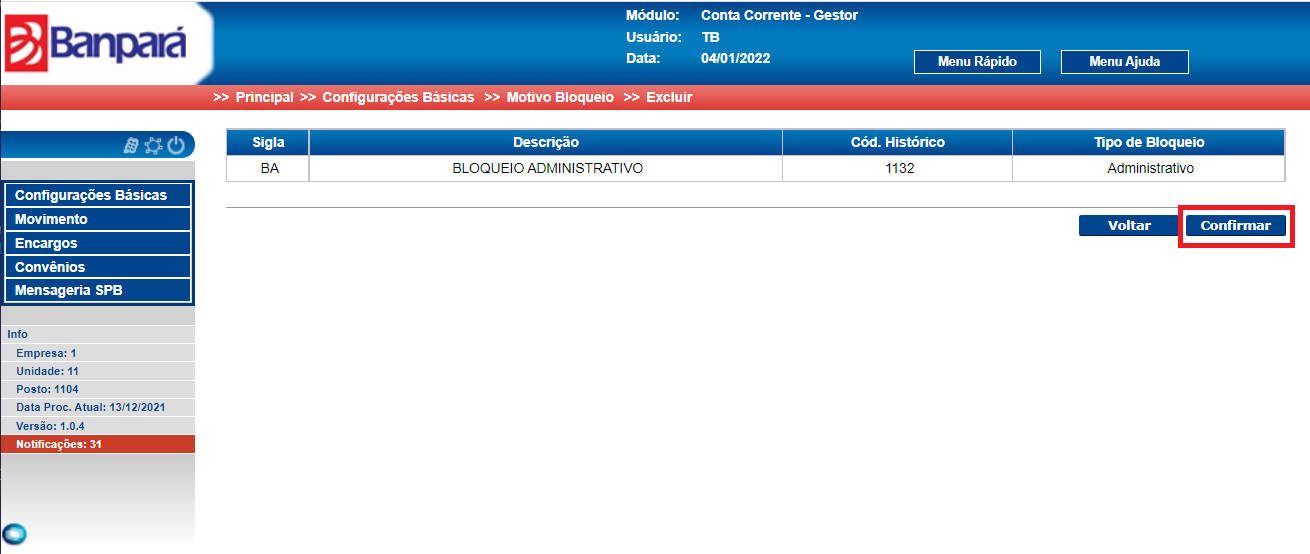 Banpará
Módulo: Conta Corrente - Gestor
Usuário: TB
Data: 04/01/2022
Menu Rápido Menu Ajuda
>> Principal >> Configurações Básicas >> Motivo Bloqueio >> Excluir
Sigla Descrição Cód. Histórico Tipo de Bloqueio
BA BLOQUEIO ADMINISTRATIVO 1132 Administrativo
Voltar Confirmar
Configurações Básicas
Movimento
Encargos
Convênios
Mensageria SPB
Info
Empresa: 1
Unidade: 11
Posto: 1104
Data Proc. Atual: 13/12/2021
Versão: 1.0.4
Notificações: 31